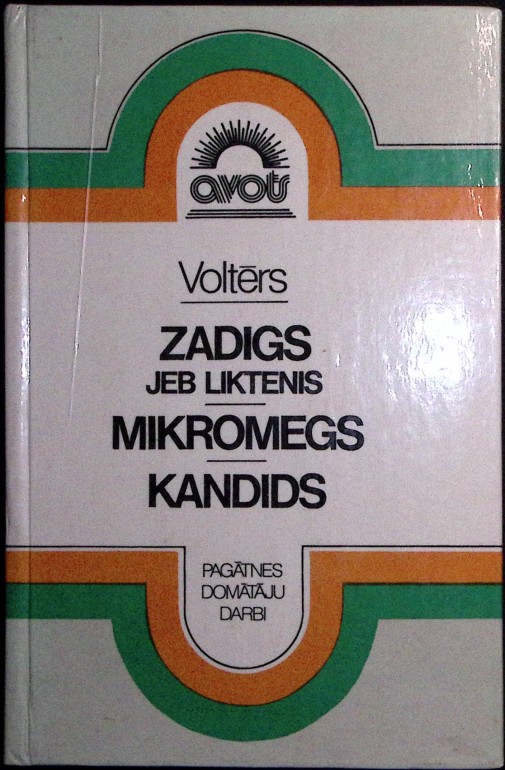 avots
Voltērs
ZADIGS
JEB LIKTENIS
MIKROMEGS
KANDIDS
PAGĀTNES
DOMĀTĀJU
DARBI